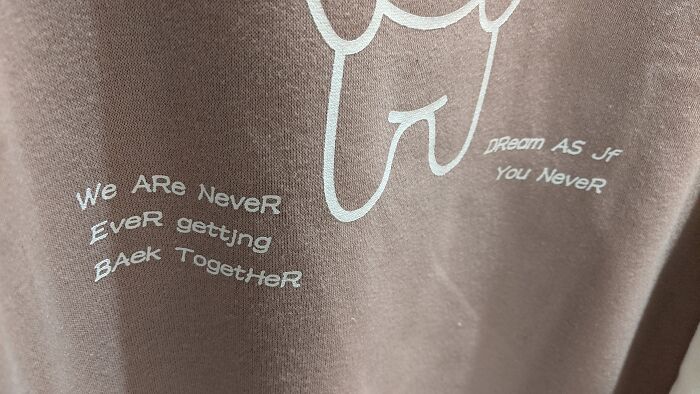 We ARe NeveR
EveR gettjng
BAek TogetHeR
DReam AS Jf
You NeveR